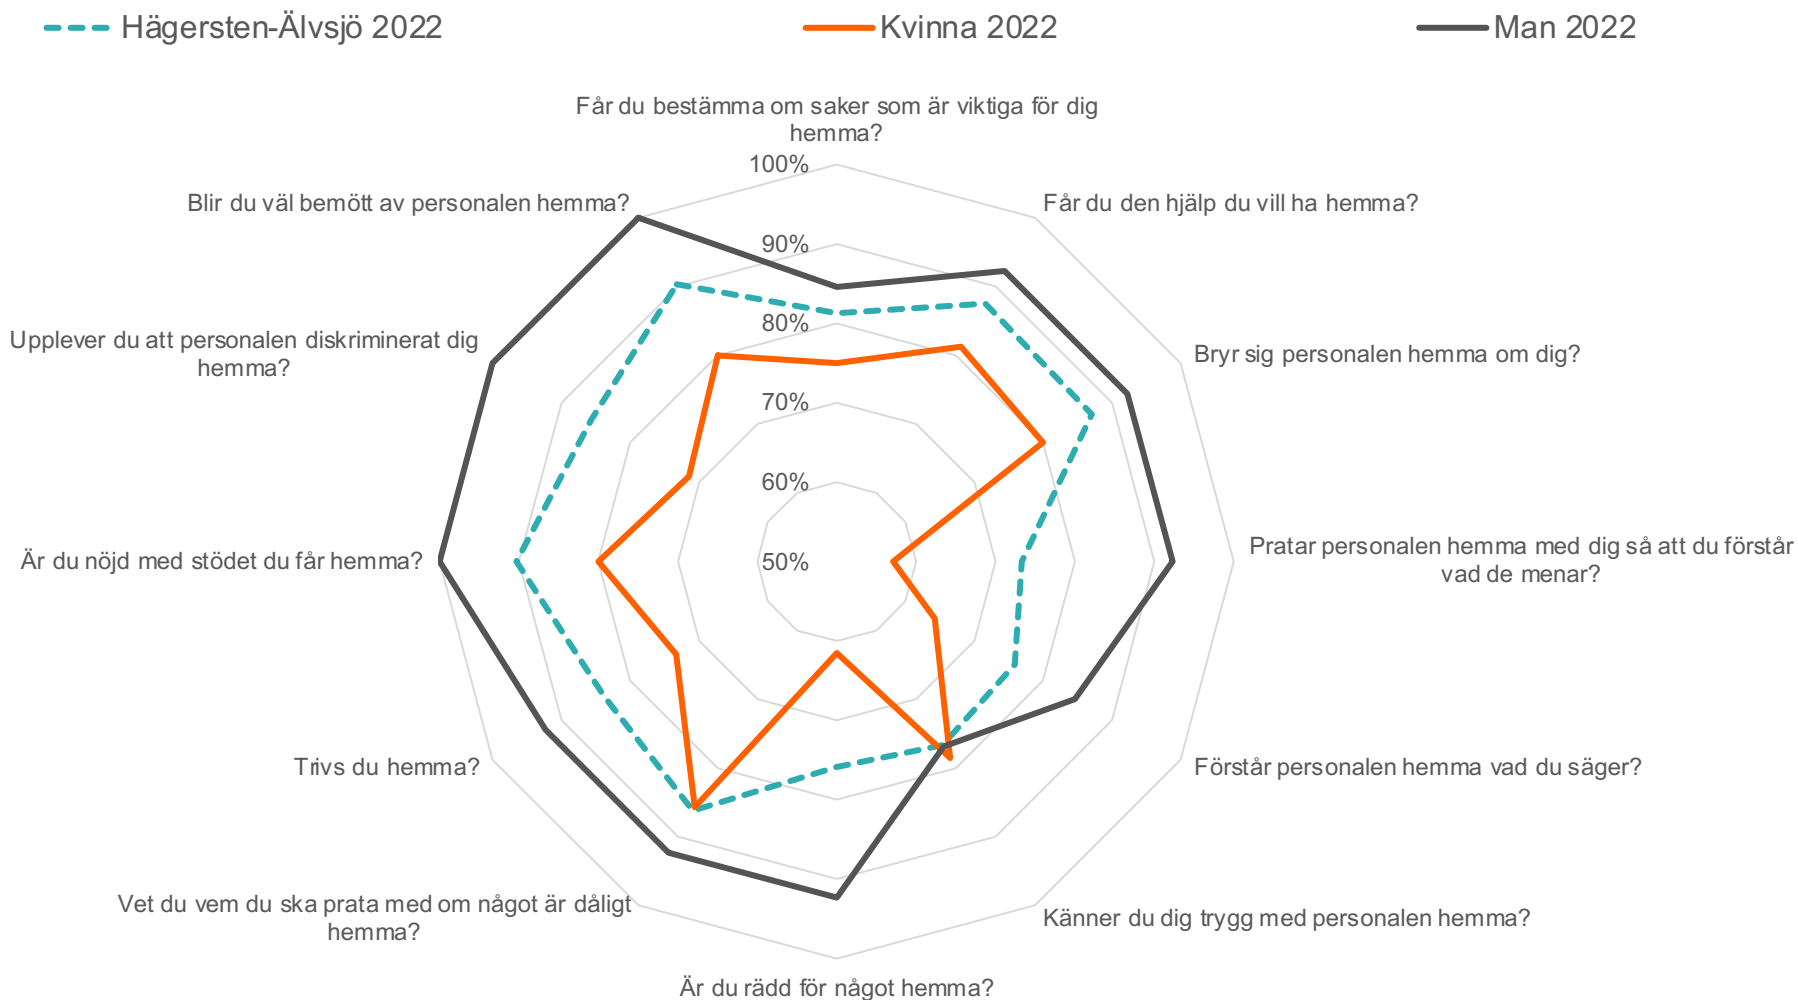 Hägersten-Älvsjö 2022
Kvinna 2022
Man 2022
Får du bestämma om saker som är viktiga för dig
hemma?
100%
Blir du väl bemött av personalen hemma?
Får du den hjälp du vill ha hemma?
90%
80%
Upplever du att personalen diskriminerat dig
hemma?
Bryr sig personalen hemma om dig?
70%
60%
Är du nöjd med stödet du får hemma?
50%
Pratar personalen hemma med dig så att du förstår
vad de menar?
Trivs du hemma?
Förstår personalen hemma vad du säger?
Vet du vem du ska prata med om något är dåligt
hemma?
Känner du dig trygg med personalen hemma?
Är du rädd för något hemma?